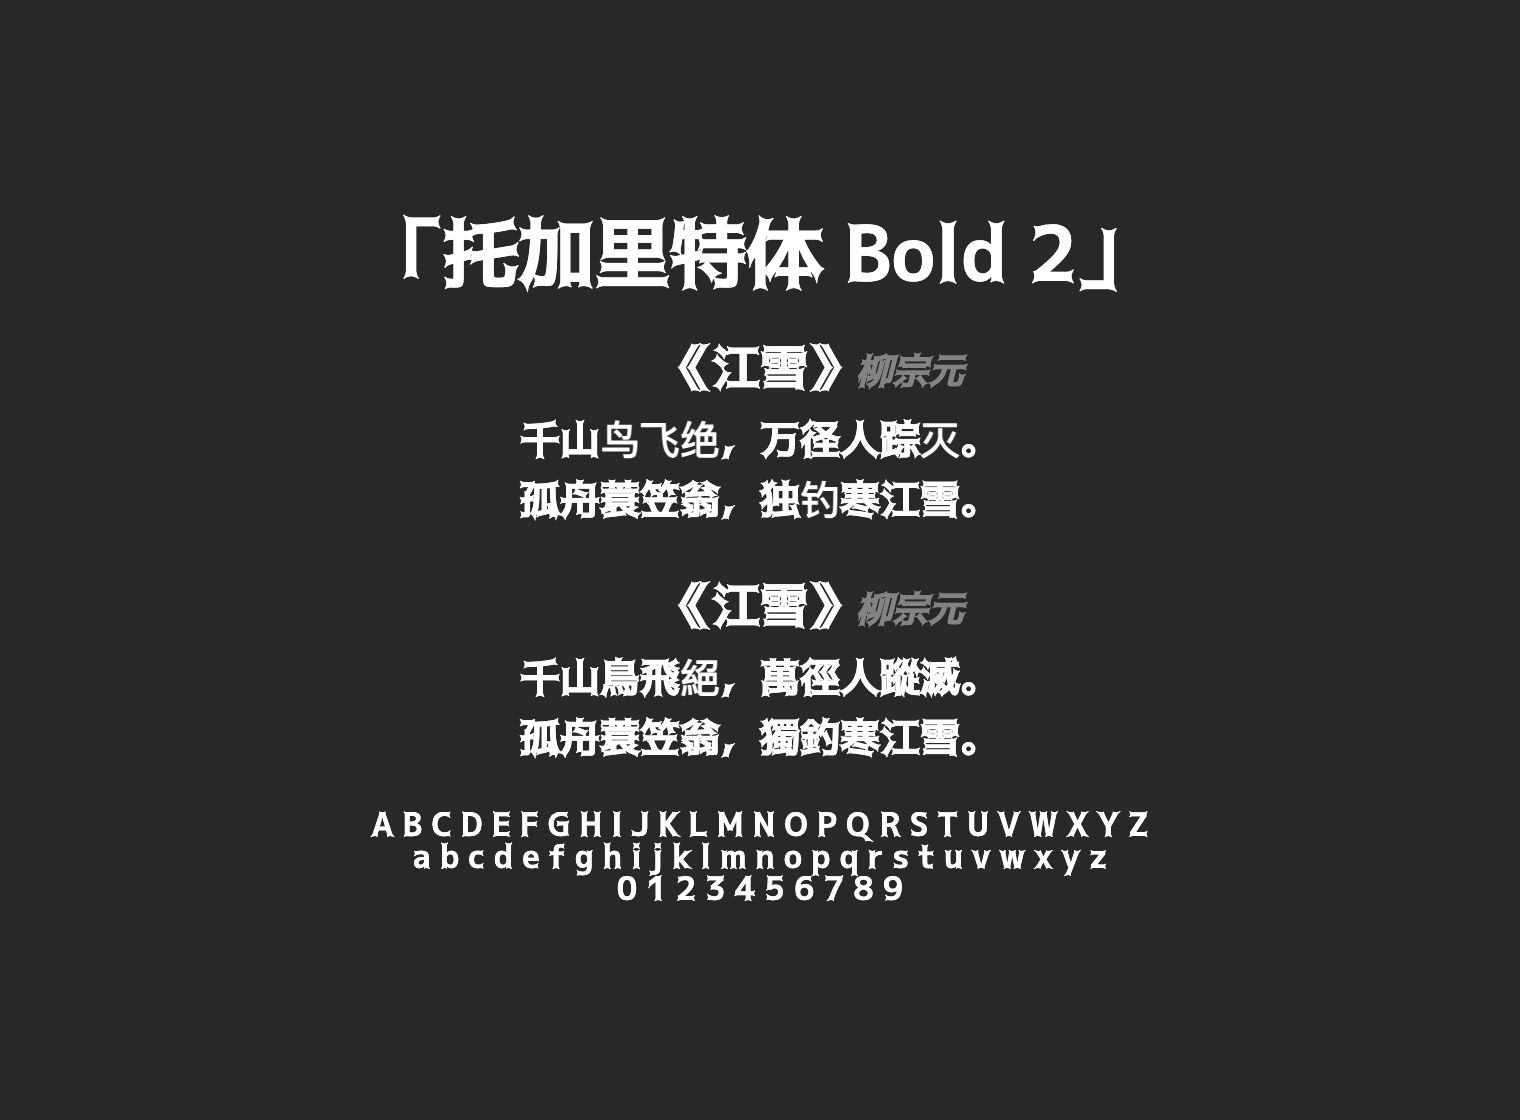 「托加里特体 Bold 2」
《江雪》柳宗元
千山鸟飞绝，万径人踪灭。
孤舟蓑笠翁，独钓寒江雪。
《江雪》柳宗元
千山鳥飛絕，萬徑人蹤滅。
孤舟蓑笠翁，獨釣寒江雪。
A B C D E F G H I J K L M N O P Q R S T U V W X Y Z
a b c d e f g h i j k l m n o p q r s t u v w x y z
0 1 2 3 4 5 6 7 8 9